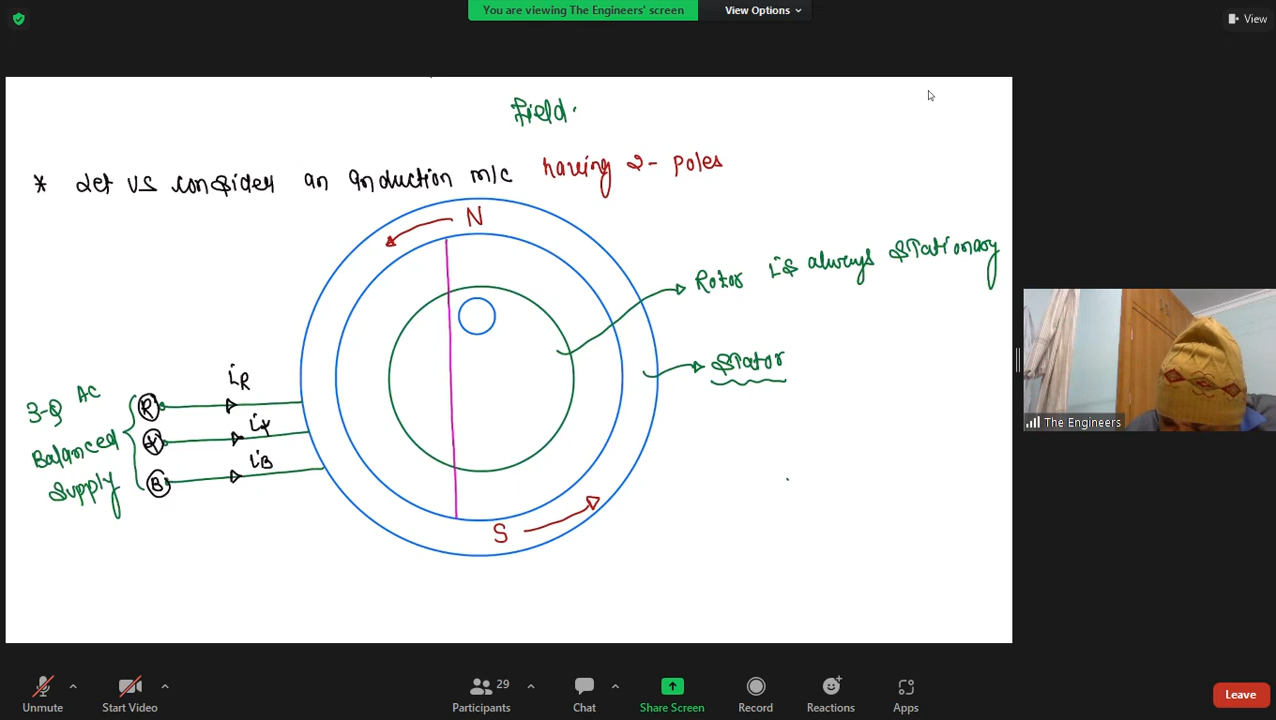 You are viewing The Engineers' screen
View Options
View
Field.
* Let us consider an induction m/c having 2- poles
N
Rotor is always stationary
Stator
3-Φ AC
Balanced
Supply
R
Y
B
iR
iY
iB
S
The Engineers
Unmute
Start Video
Participants
29
Chat
Share Screen
Record
Reactions
Apps
Leave